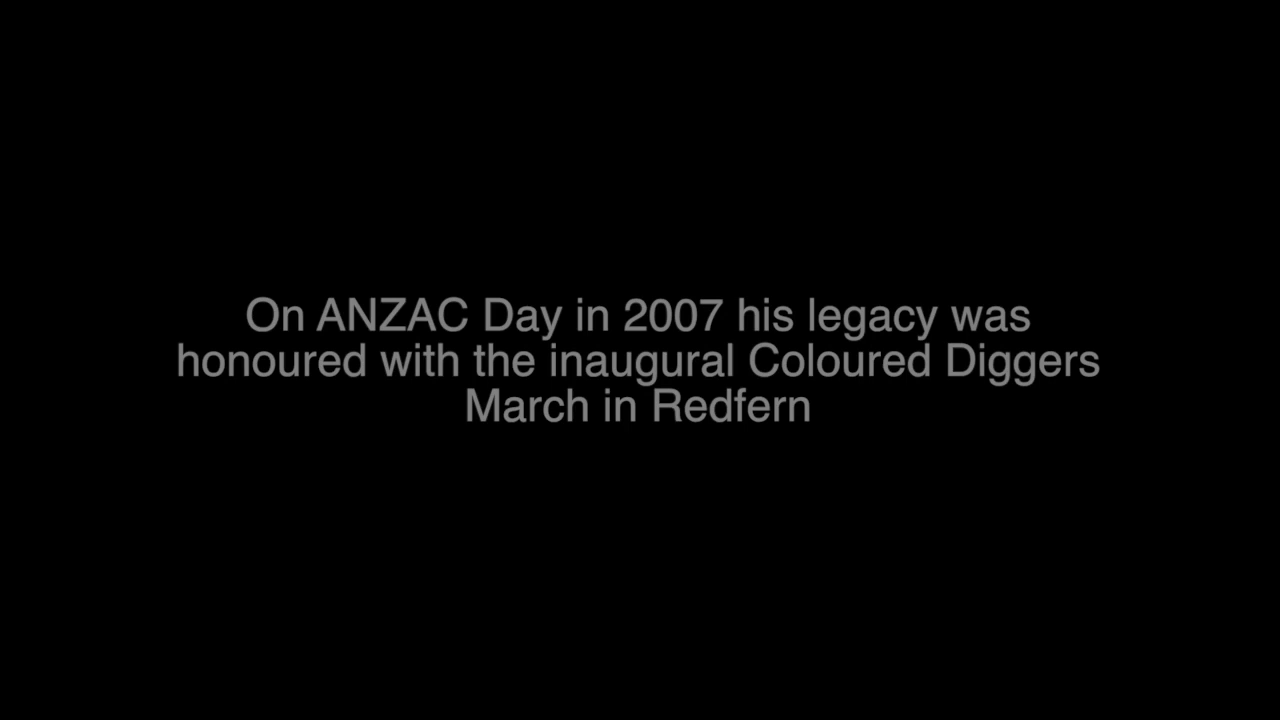 On ANZAC Day in 2007 his legacy was
honoured with the inaugural Coloured Diggers
March in Redfern